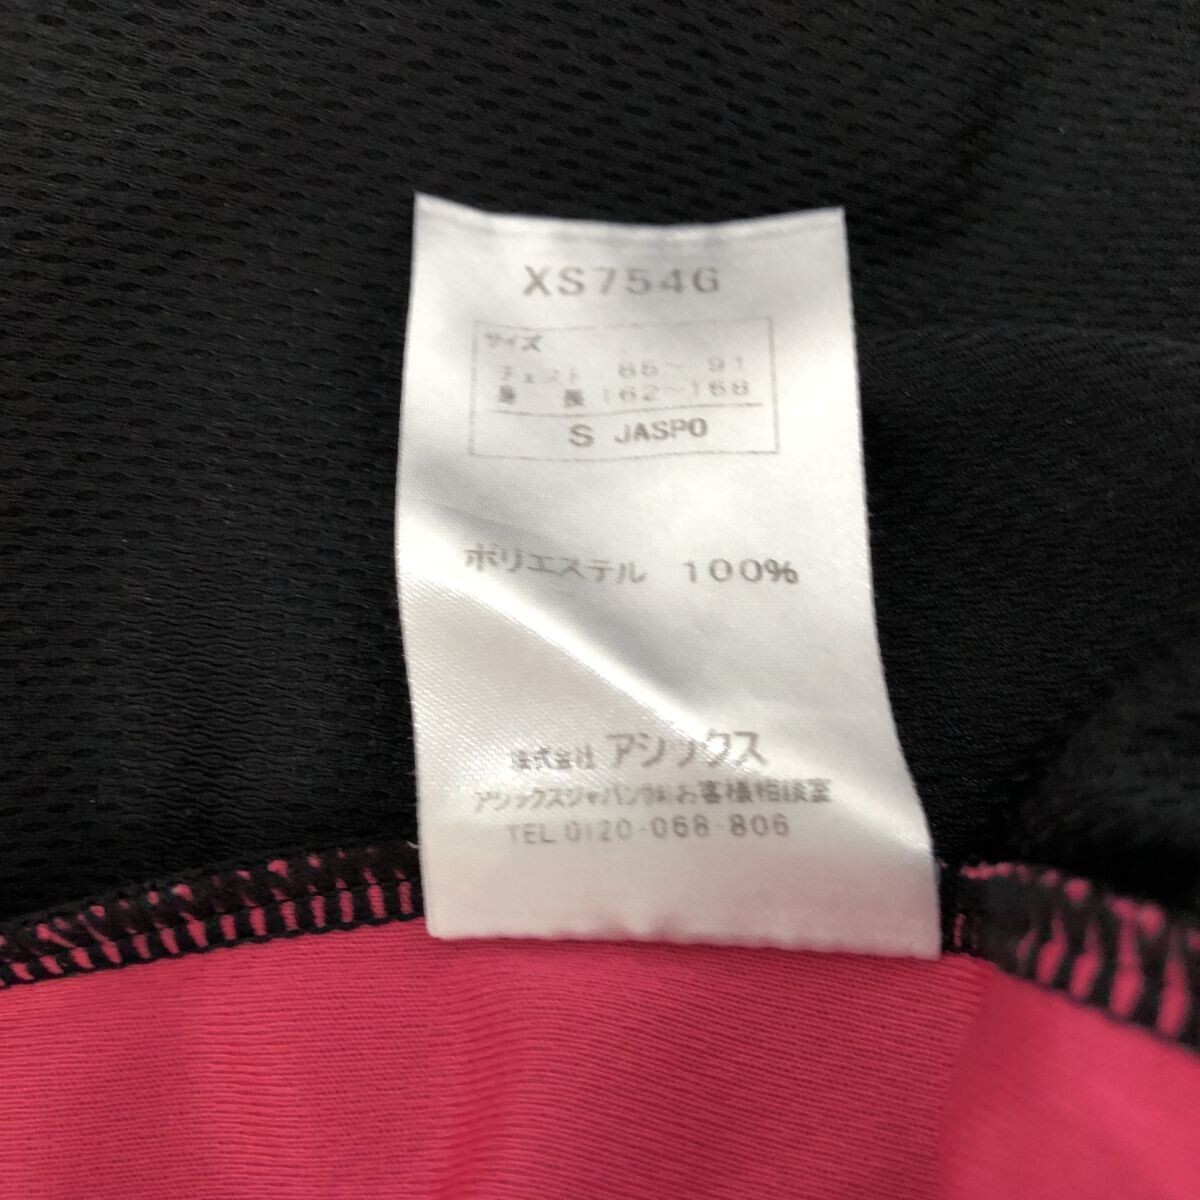 XS754G
サイズ
チェスト 85～91
身長 162～168
S JASPO
ポリエステル 100%
株式会社 アシックス
アシックスジャパン(株)お客様相談室
TEL 0120-068-806